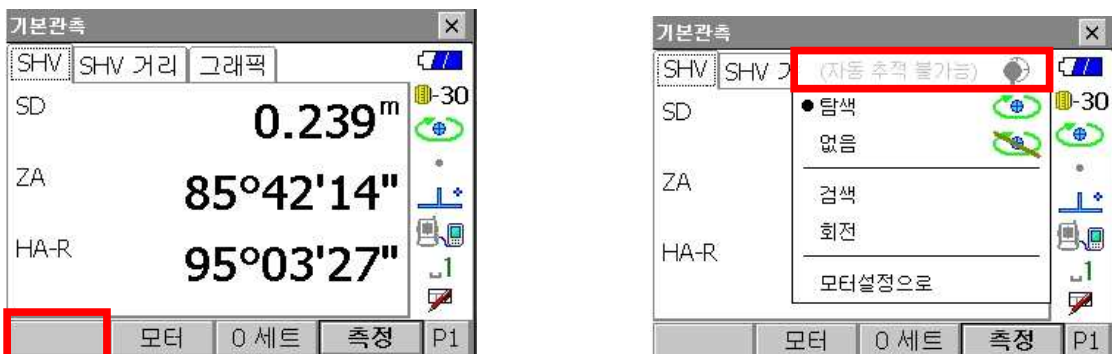 기본관측
SHV SHV 거리 그래픽
SD 0.239m -30
ZA 85°42'14"
HA-R 95°03'27" 1
모터 0 세트 측정 P1
기본관측
SHV SHV (자동 추적 불가능)
SD ●탐색 -30
없음
ZA 검색
회전
HA-R 1
모터설정으로
모터 0 세트 측정 P1